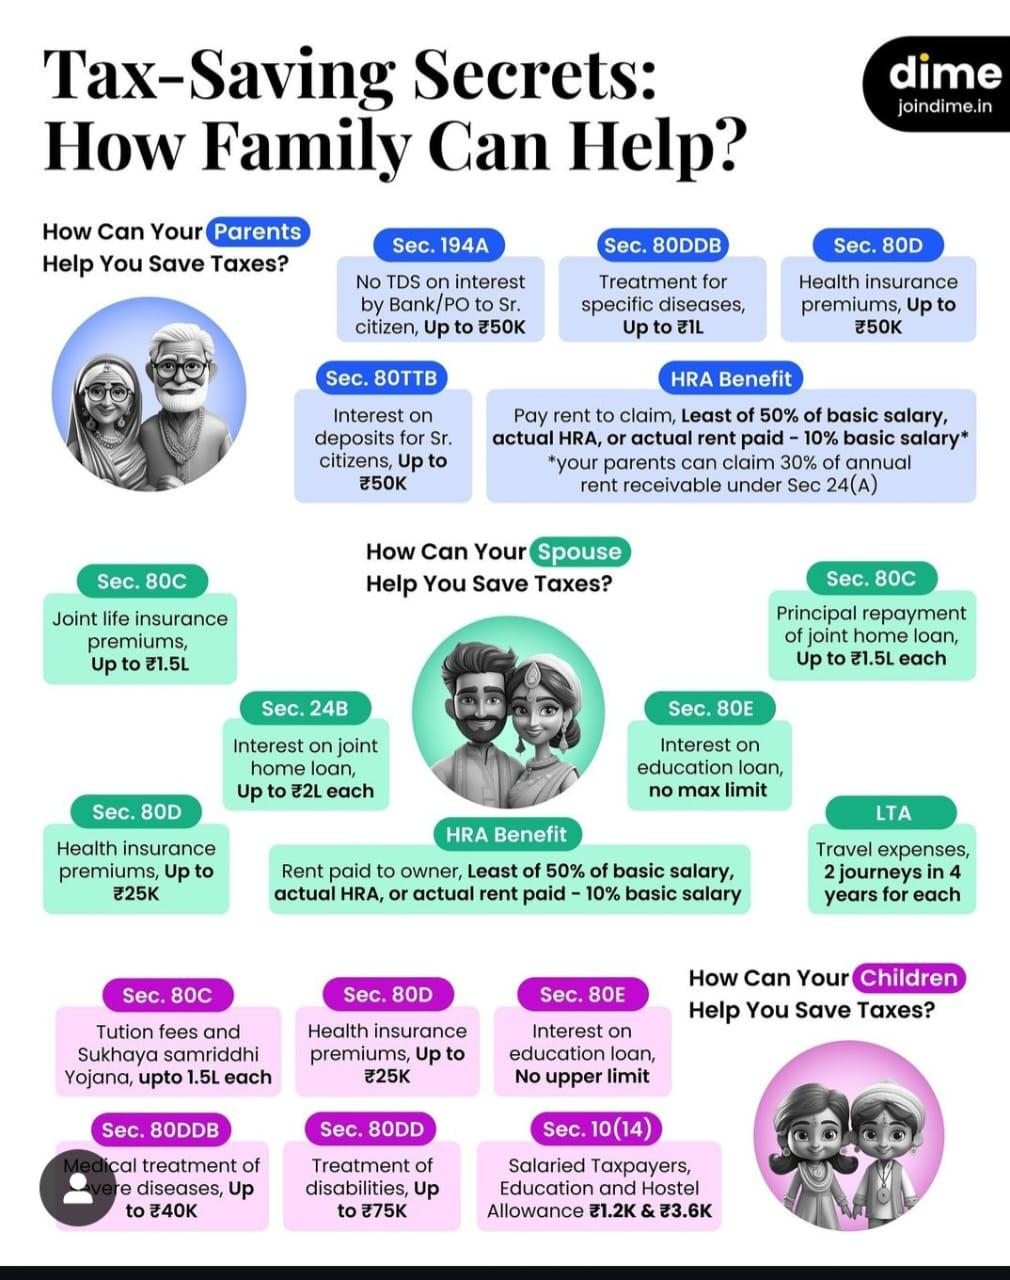 Tax-Saving Secrets:
How Family Can Help?
dime
joindime.in
How Can Your Parents
Help You Save Taxes?
Sec. 194A
No TDS on interest
by Bank/PO to Sr.
citizen, Up to ₹50K
Sec. 80DDB
Treatment for
specific diseases,
Up to ₹1L
Sec. 80D
Health insurance
premiums, Up to
₹50K
Sec. 80TTB
Interest on
deposits for Sr.
citizens, Up to
₹50K
HRA Benefit
Pay rent to claim, Least of 50% of basic salary,
actual HRA, or actual rent paid - 10% basic salary*
*your parents can claim 30% of annual
rent receivable under Sec 24(A)
How Can Your Spouse
Help You Save Taxes?
Sec. 80C
Joint life insurance
premiums,
Up to ₹1.5L
Sec. 80C
Principal repayment
of joint home loan,
Up to ₹1.5L each
Sec. 24B
Interest on joint
home loan,
Up to ₹2L each
Sec. 80E
Interest on
education loan,
no max limit
Sec. 80D
Health insurance
premiums, Up to
₹25K
HRA Benefit
Rent paid to owner, Least of 50% of basic salary,
actual HRA, or actual rent paid - 10% basic salary
LTA
Travel expenses,
2 journeys in 4
years for each
How Can Your Children
Help You Save Taxes?
Sec. 80C
Tution fees and
Sukhaya samriddhi
Yojana, upto 1.5L each
Sec. 80D
Health insurance
premiums, Up to
₹25K
Sec. 80E
Interest on
education loan,
No upper limit
Sec. 80DDB
Medical treatment of
severe diseases, Up
to ₹40K
Sec. 80DD
Treatment of
disabilities, Up
to ₹75K
Sec. 10(14)
Salaried Taxpayers,
Education and Hostel
Allowance ₹1.2K & ₹3.6K